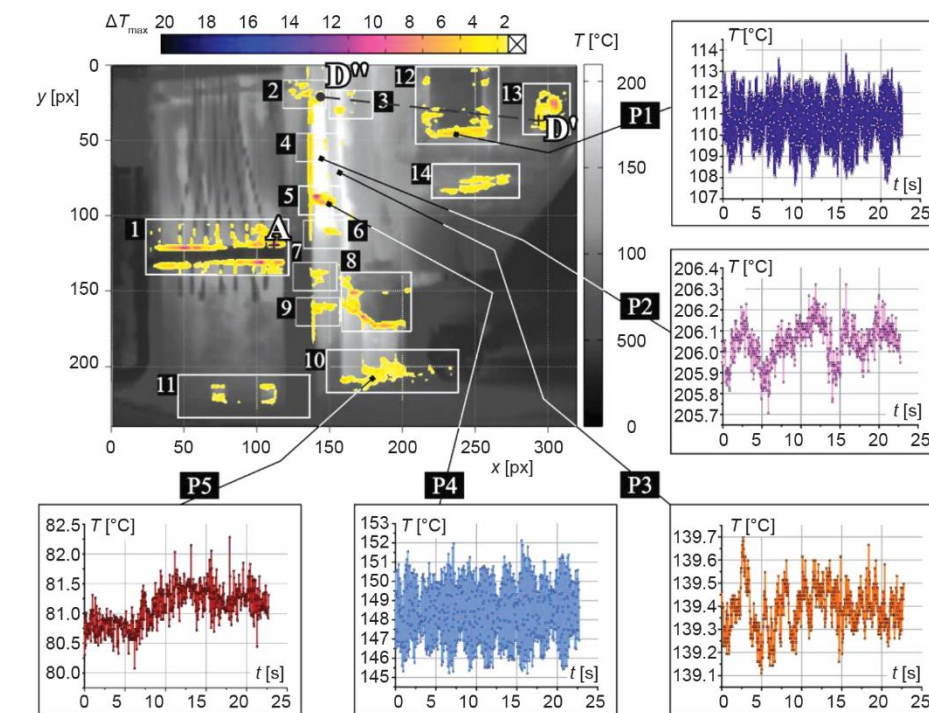 ΔTmax 20 18 16 14 12 10 8 6 4 2
T [°C]
y [px]
0
50
100
150
200
0 50 100 150 200 250 300
x [px]
200
150
100
500
0
D''
D'
A
1
2
3
4
5
6
7
8
9
10
11
12
13
14
P1
T [°C]
114
113
112
111
110
109
108
107
t [s]
0 5 10 15 20 25
P2
206.4 T [°C]
206.3
206.2
206.1
206.0
205.9
205.8
205.7
t [s]
0 5 10 15 20 25
P3
139.7 T [°C]
139.6
139.5
139.4
139.3
139.2
139.1
t [s]
0 5 10 15 20 25
P4
153 T [°C]
152
151
150
149
148
147
146
145
t [s]
0 5 10 15 20 25
P5
82.5 T [°C]
82.0
81.5
81.0
80.5
80.0
t [s]
0 5 10 15 20 25